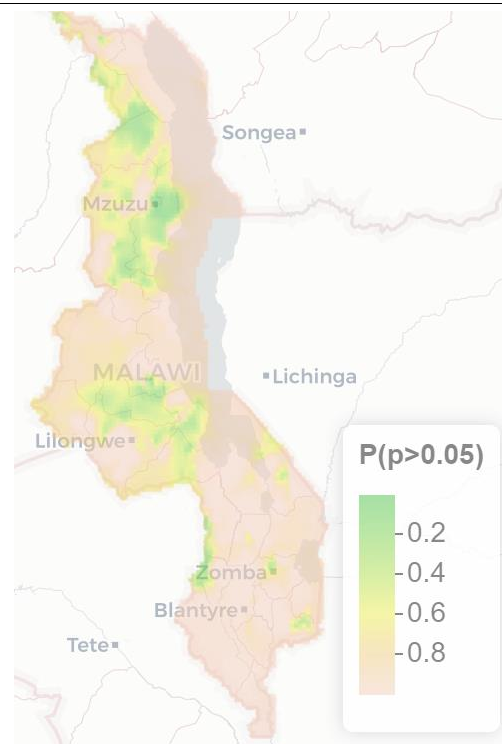 Songea
Mzuzu
MALAWI
Lichinga
Lilongwe
P(p>0.05)
0.2
0.4
0.6
0.8
Zomba
Blantyre
Tete